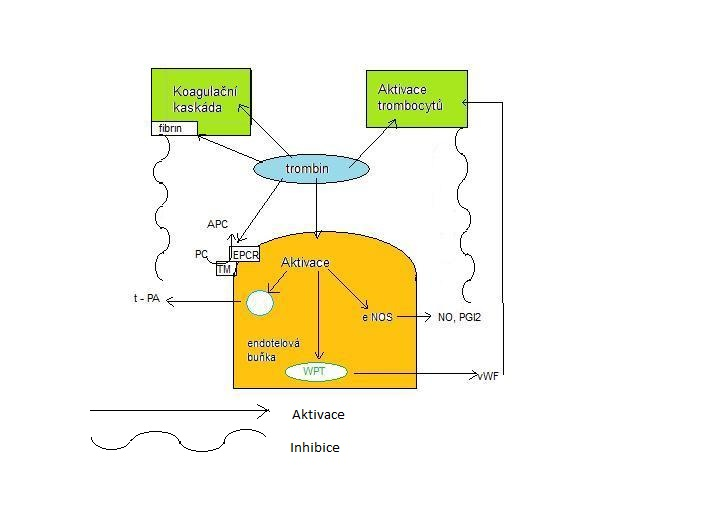 Koagulační
kaskáda
fibrin
Aktivace
trombocytů
trombin
APC
PC
EPCR
TM
Aktivace
t - PA
e NOS
NO, PGI2
endotelová
buňka
WPT
vWF
Aktivace
Inhibice